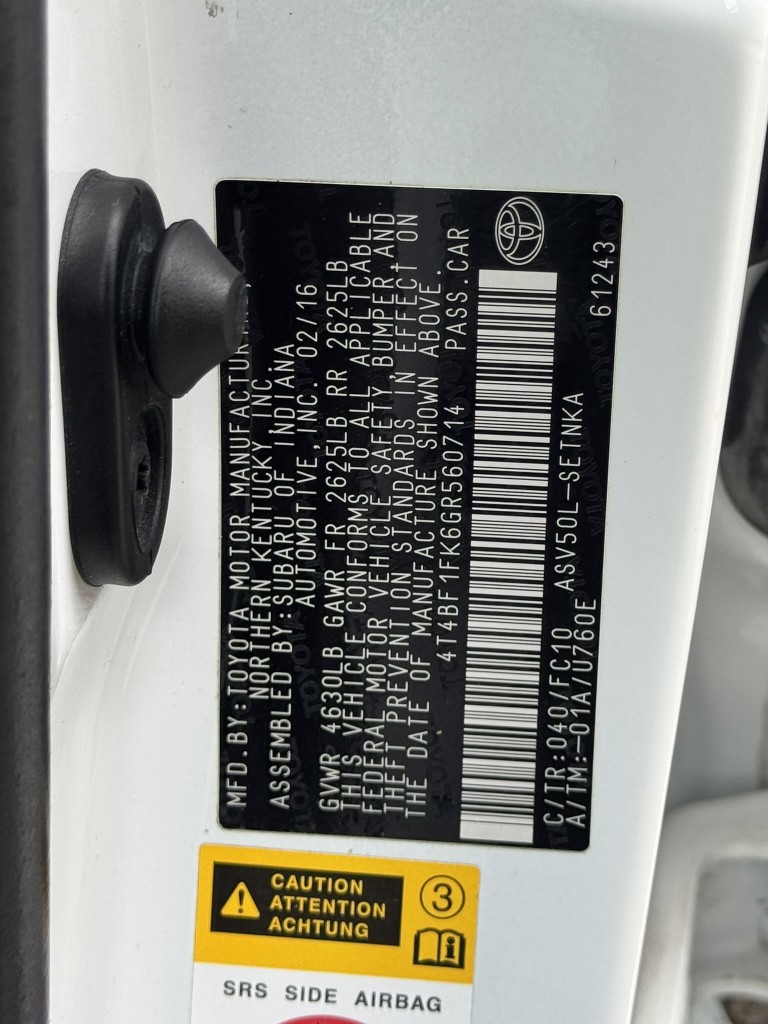 MFD.BY:TOYOTA MOTOR MANUFACTURING,
NORTHERN KENTUCKY INC.
ASSEMBLED BY:SUBARU OF INDIANA
AUTOMOTIVE,INC. 02/16
GVWR 4630LB GAWR FR 2625LB RR 2625LB
THIS VEHICLE CONFORMS TO ALL APPLICABLE
FEDERAL MOTOR VEHICLE SAFETY, BUMPER, AND
THEFT PREVENTION STANDARDS IN EFFECT ON
THE DATE OF MANUFACTURE SHOWN ABOVE.
4T4BF1FK6GR560714 PASS.CAR
C/TR:040/FC10 ASV50L-SETNKA 61243
A/TM:-01A/U760E
CAUTION
ATTENTION
ACHTUNG
3
SRS SIDE AIRBAG